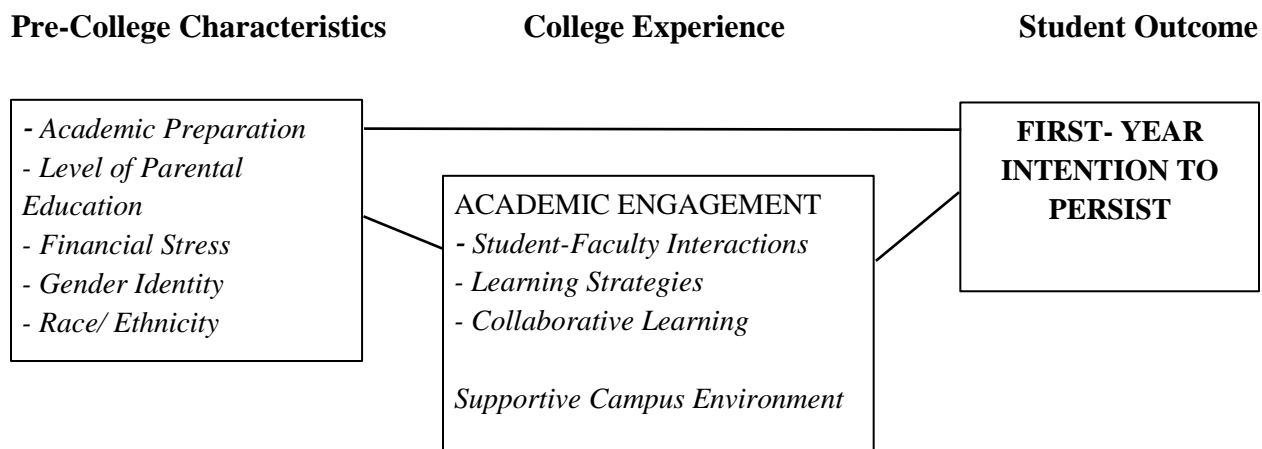 Pre-College Characteristics
College Experience
Student Outcome
- Academic Preparation
- Level of Parental
Education
- Financial Stress
- Gender Identity
- Race/ Ethnicity
ACADEMIC ENGAGEMENT
- Student-Faculty Interactions
- Learning Strategies
- Collaborative Learning
Supportive Campus Environment
FIRST- YEAR
INTENTION TO
PERSIST